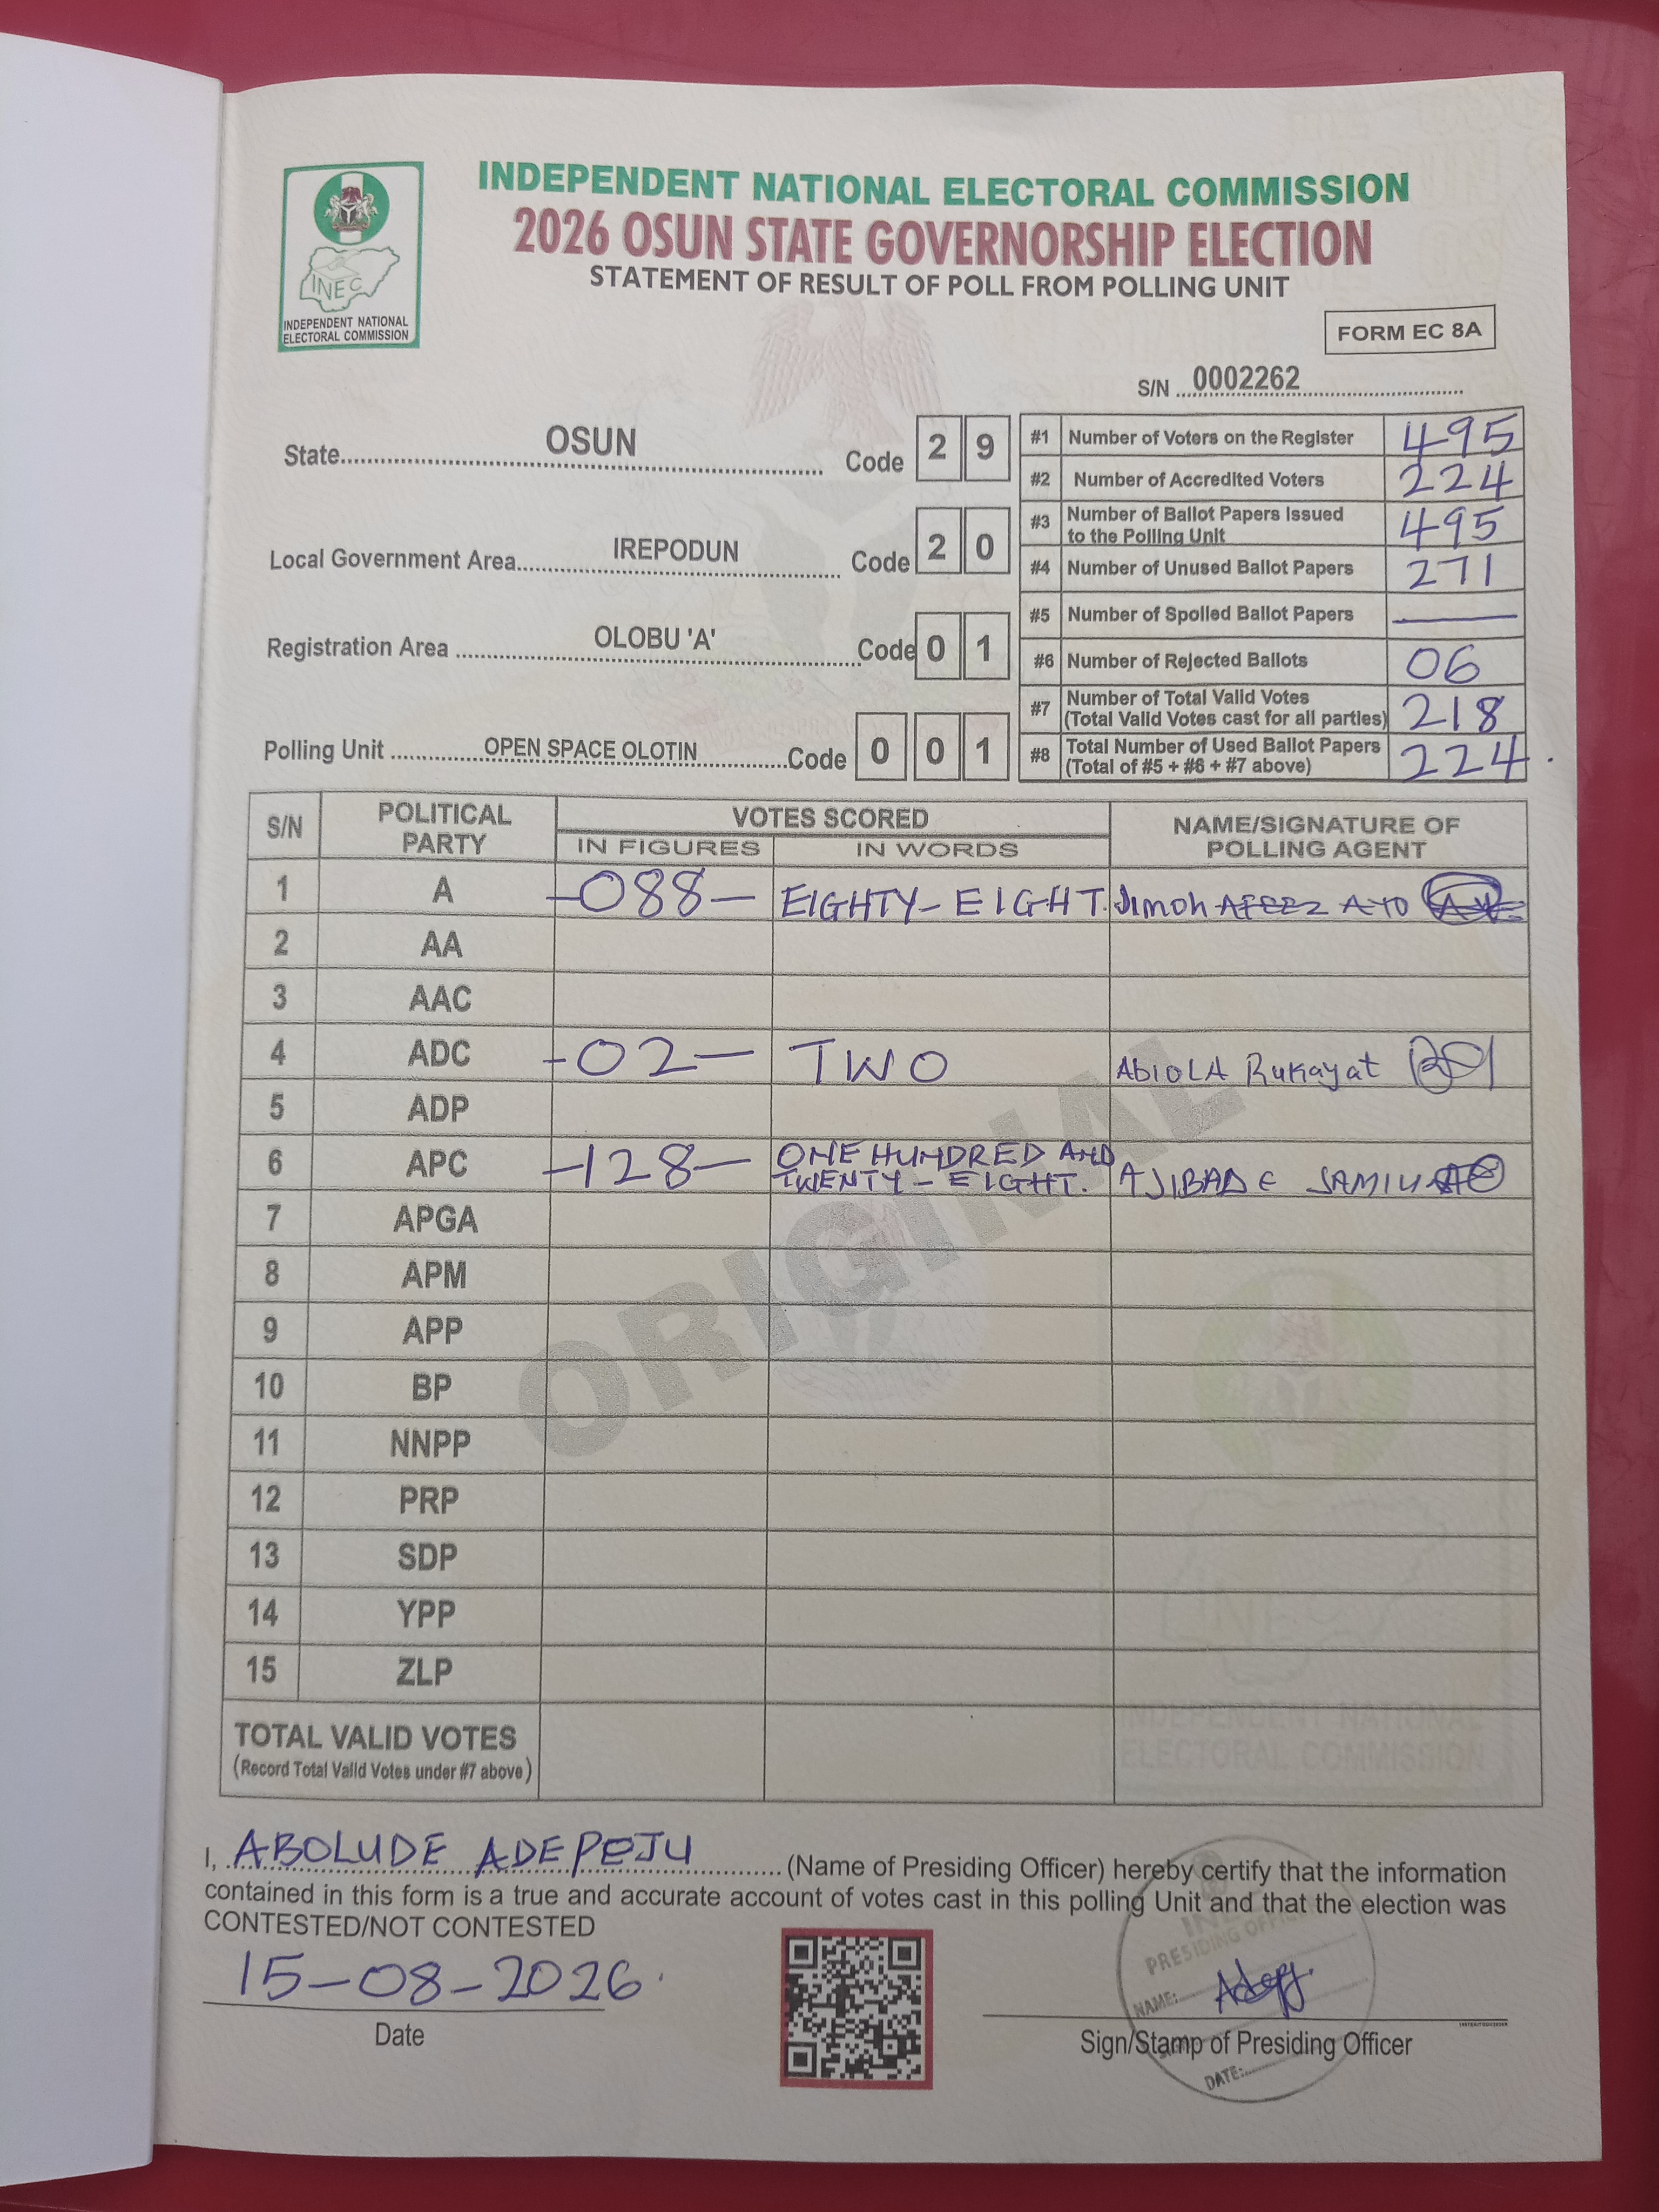 INDEPENDENT NATIONAL ELECTORAL COMMISSION
2026 OSUN STATE GOVERNORSHIP ELECTION
STATEMENT OF RESULT OF POLL FROM POLLING UNIT
INEC
INDEPENDENT NATIONAL
ELECTORAL COMMISSION
FORM EC 8A
S/N 0002262
State OSUN Code 2 9
Local Government Area IREPODUN Code 2 0
Registration Area OLOBU 'A' Code 0 1
Polling Unit OPEN SPACE OLOTIN Code 0 0 1
#1 Number of Voters on the Register 495
#2 Number of Accredited Voters 224
#3 Number of Ballot Papers Issued
to the Polling Unit 495
#4 Number of Unused Ballot Papers 271
#5 Number of Spoiled Ballot Papers —
#6 Number of Rejected Ballots 06
#7 Number of Total Valid Votes
(Total Valid Votes cast for all parties) 218
#8 Total Number of Used Ballot Papers
(Total of #5 + #6 + #7 above) 224.
S/N POLITICAL PARTY VOTES SCORED NAME/SIGNATURE OF POLLING AGENT
IN FIGURES IN WORDS
1 A -088- EIGHTY-EIGHT. Jimoh AFEEZ AYO
2 AA
3 AAC
4 ADC -02- TWO AbiOLA Rukayat
5 ADP
6 APC -128- ONE HUNDRED AND
TWENTY-EIGHT. AJIBADE SAMIU
7 APGA
8 APM
9 APP
10 BP
11 NNPP
12 PRP
13 SDP
14 YPP
15 ZLP
ORIGINAL
TOTAL VALID VOTES
(Record Total Valid Votes under #7 above)
INDEPENDENT NATIONAL
ELECTORAL COMMISSION
I, ABOLUDE ADEPEJU (Name of Presiding Officer) hereby certify that the information
contained in this form is a true and accurate account of votes cast in this polling Unit and that the election was
CONTESTED/NOT CONTESTED
15-08-2026.
Date
INEC
PRESIDING OFFICER
NAME:
Sign/Stamp of Presiding Officer
DATE: